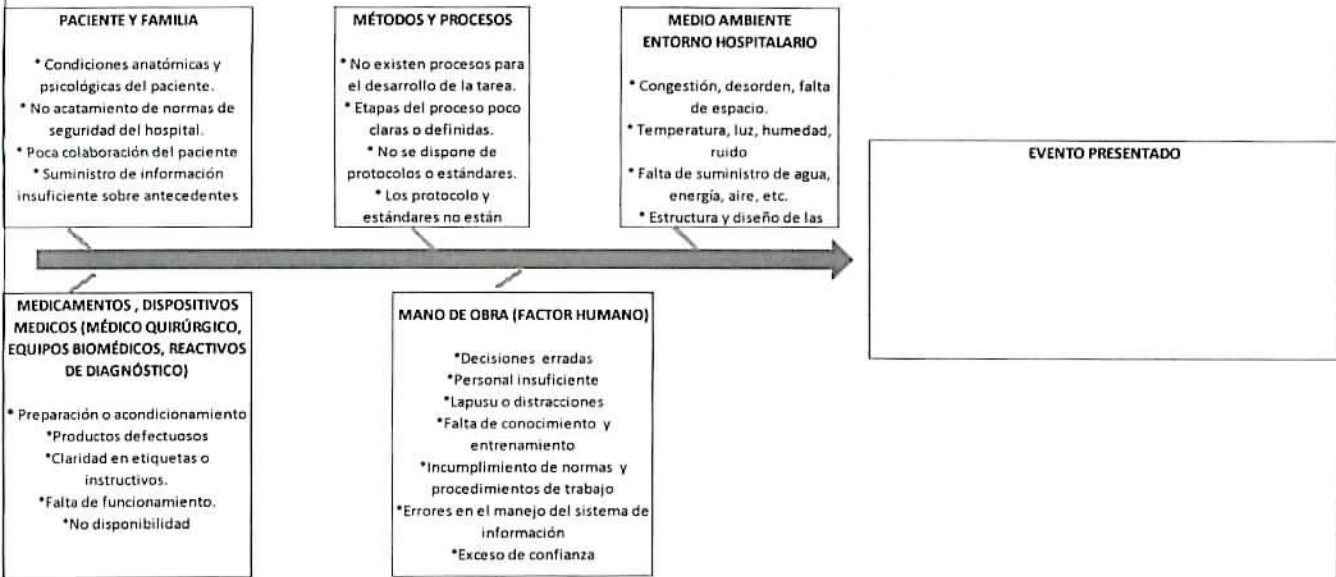 PACIENTE Y FAMILIA
* Condiciones anatómicas y
psicológicas del paciente.
* No acatamiento de normas de
seguridad del hospital.
* Poca colaboración del paciente
* Suministro de información
insuficiente sobre antecedentes
MÉTODOS Y PROCESOS
* No existen procesos para
el desarrollo de la tarea.
* Etapas del proceso poco
claras o definidas.
* No se dispone de
protocolos o estándares.
* Los protocolo y
estándares no están
MEDIO AMBIENTE
ENTORNO HOSPITALARIO
* Congestión, desorden, falta
de espacio.
* Temperatura, luz, humedad,
ruido
* Falta de suministro de agua,
energía, aire, etc.
* Estructura y diseño de las
EVENTO PRESENTADO
MEDICAMENTOS , DISPOSITIVOS
MEDICOS (MÉDICO QUIRÚRGICO,
EQUIPOS BIOMÉDICOS, REACTIVOS
DE DIAGNÓSTICO)
* Preparación o acondicionamiento
*Productos defectuosos
*Claridad en etiquetas o
instructivos.
*Falta de funcionamiento.
*No disponibilidad
MANO DE OBRA (FACTOR HUMANO)
*Decisiones erradas
*Personal insuficiente
*Lapusu o distracciones
*Falta de conocimiento y
entrenamiento
*Incumplimiento de normas y
procedimientos de trabajo
*Errores en el manejo del sistema de
información
*Exceso de confianza